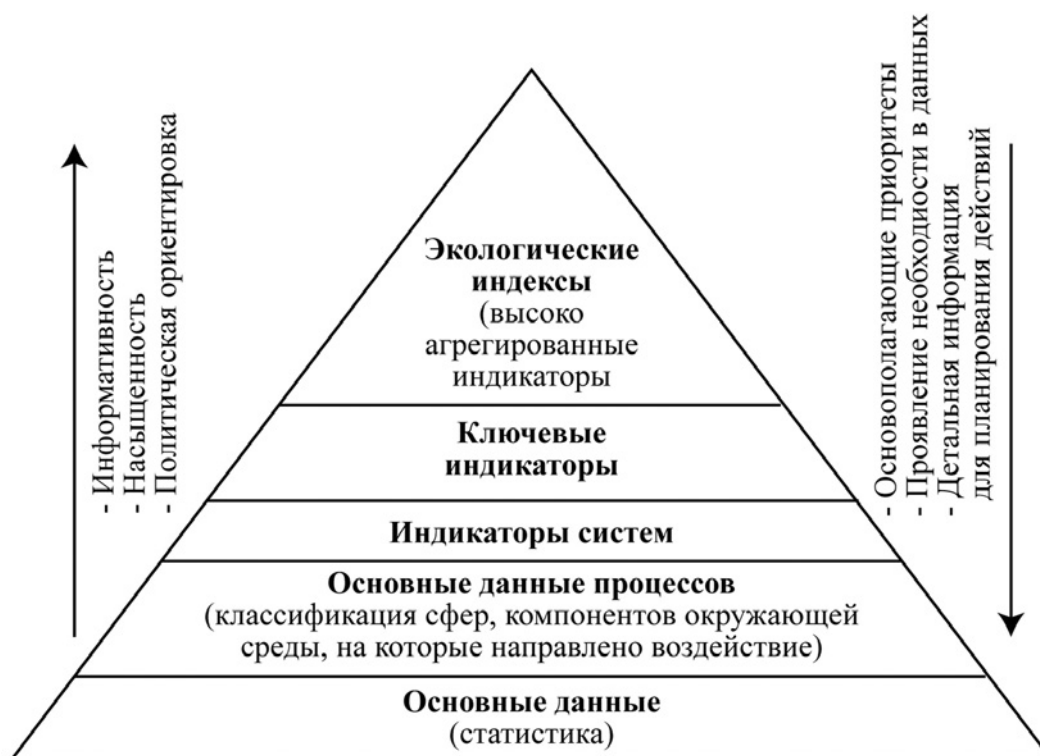 - Информативность
- Насыщенность
- Политическая ориентировка
Экологические
индексы
(высоко
агрегированные
индикаторы
Ключевые
индикаторы
Индикаторы систем
Основные данные процессов
(классификация сфер, компонентов окружающей
среды, на которые направлено воздействие)
Основные данные
(статистика)
- Основополагающие приоритеты
- Проявление необходиости в данных
- Детальная информация
для планирования действий